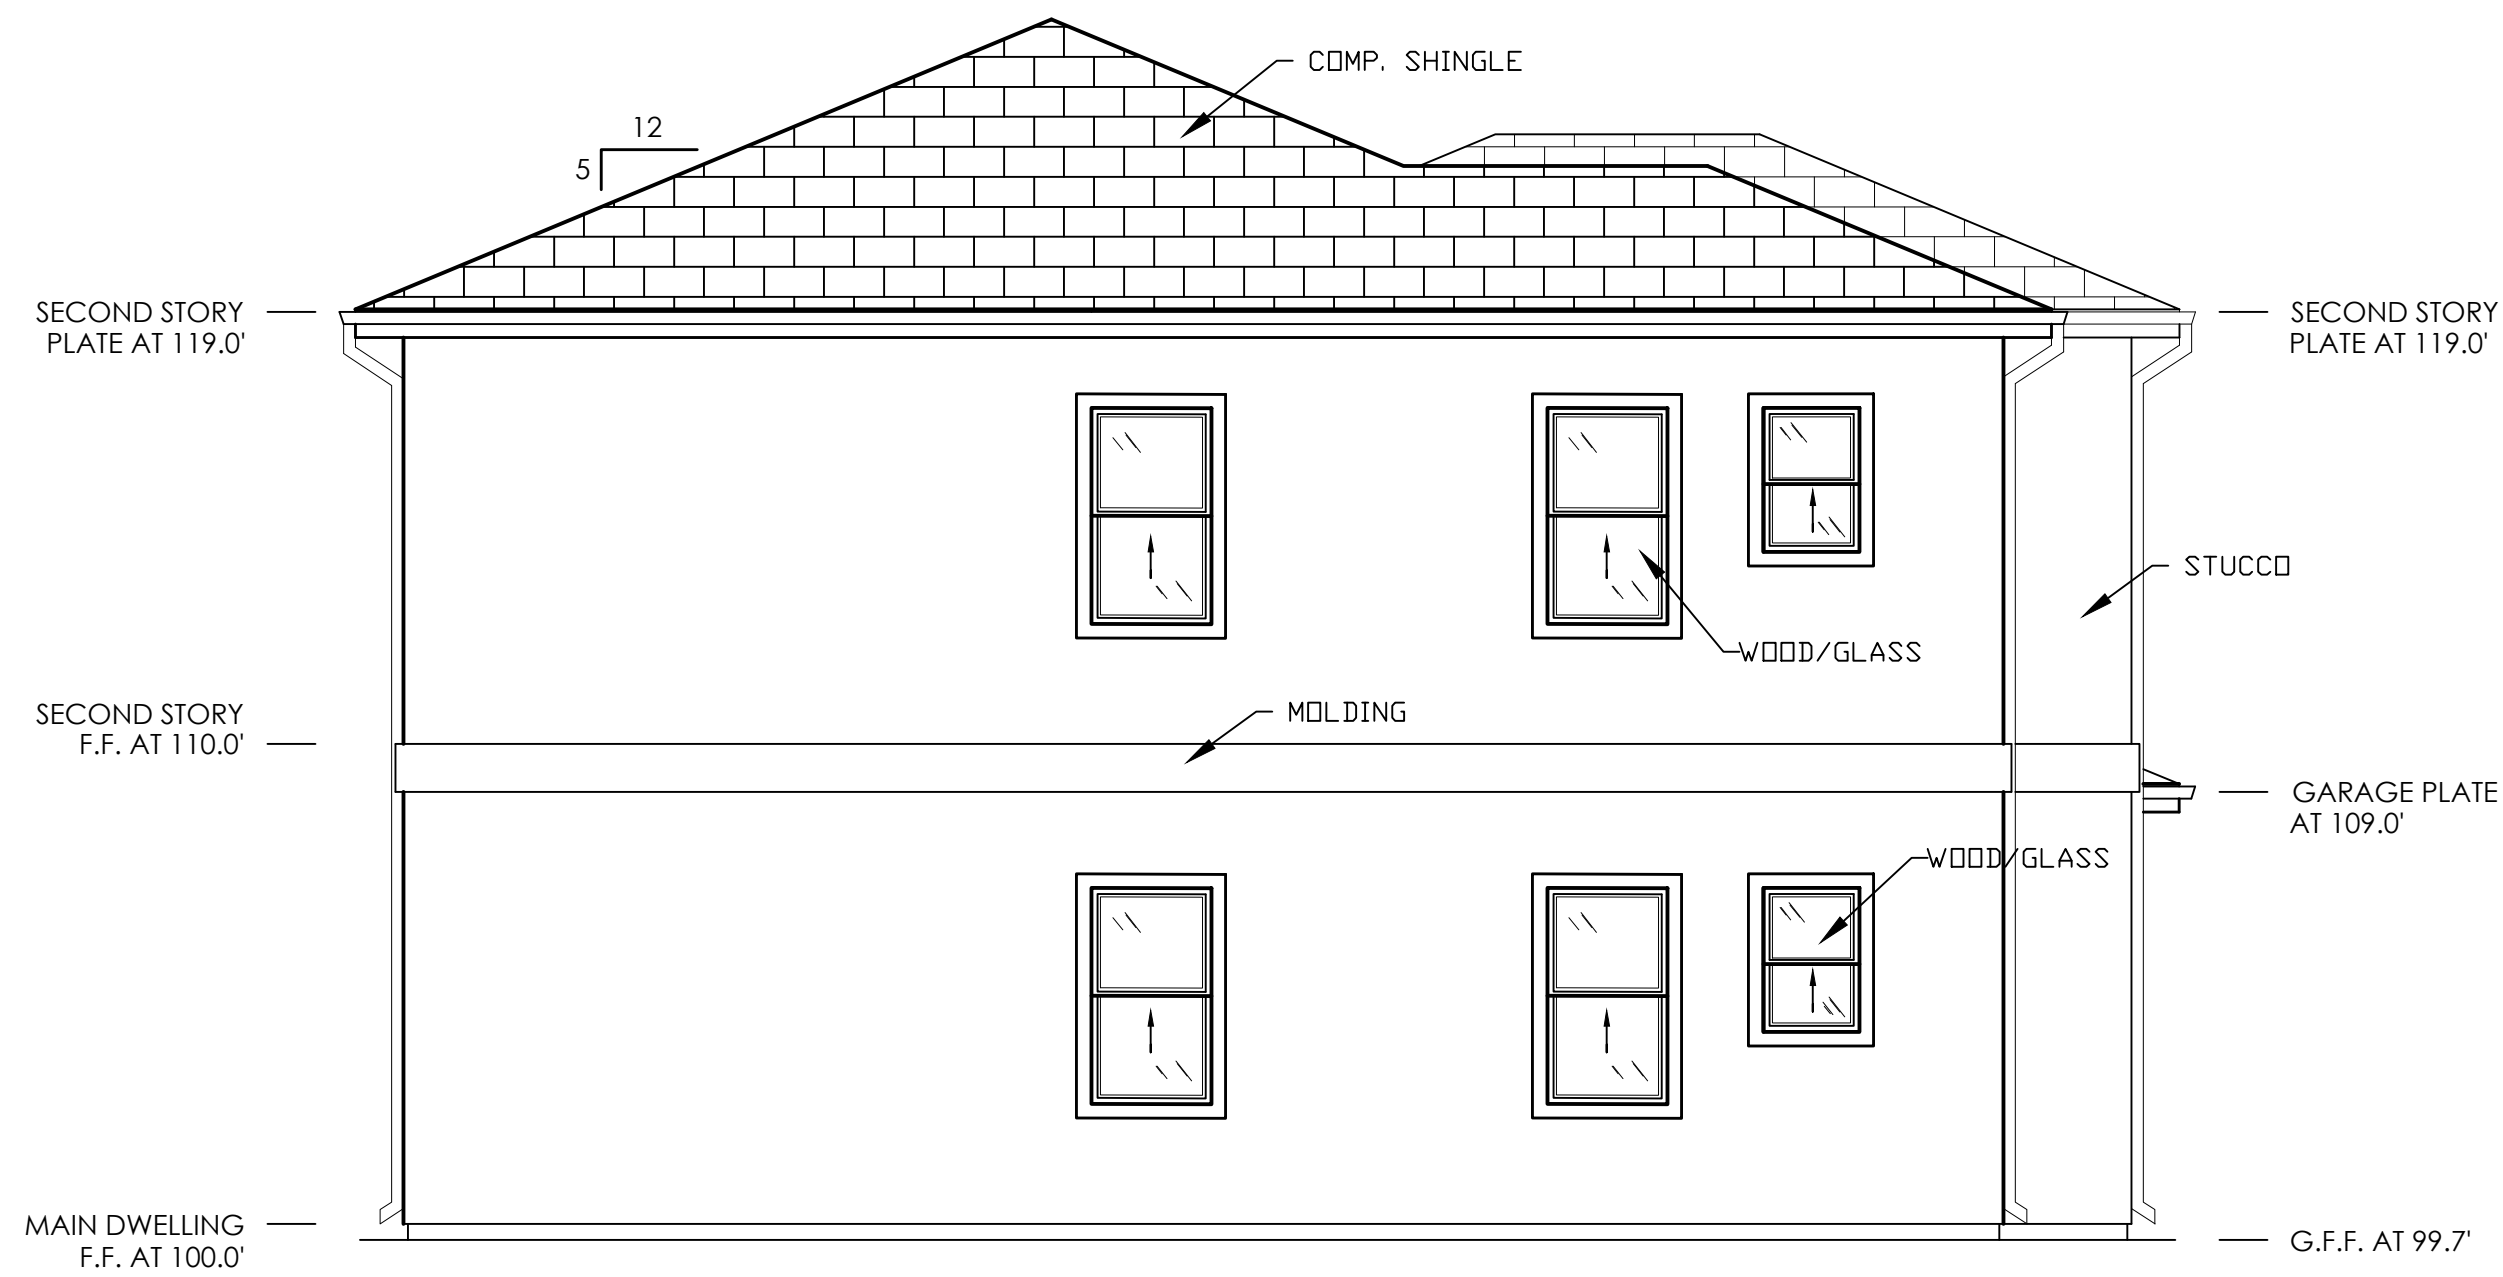 COMP. SHINGLE
12
5
SECOND STORY
PLATE AT 119.0'
SECOND STORY
PLATE AT 119.0'
STUCCO
WOOD/GLASS
SECOND STORY
F.F. AT 110.0'
MOLDING
GARAGE PLATE
AT 109.0'
WOOD/GLASS
MAIN DWELLING
F.F. AT 100.0'
G.F.F. AT 99.7'